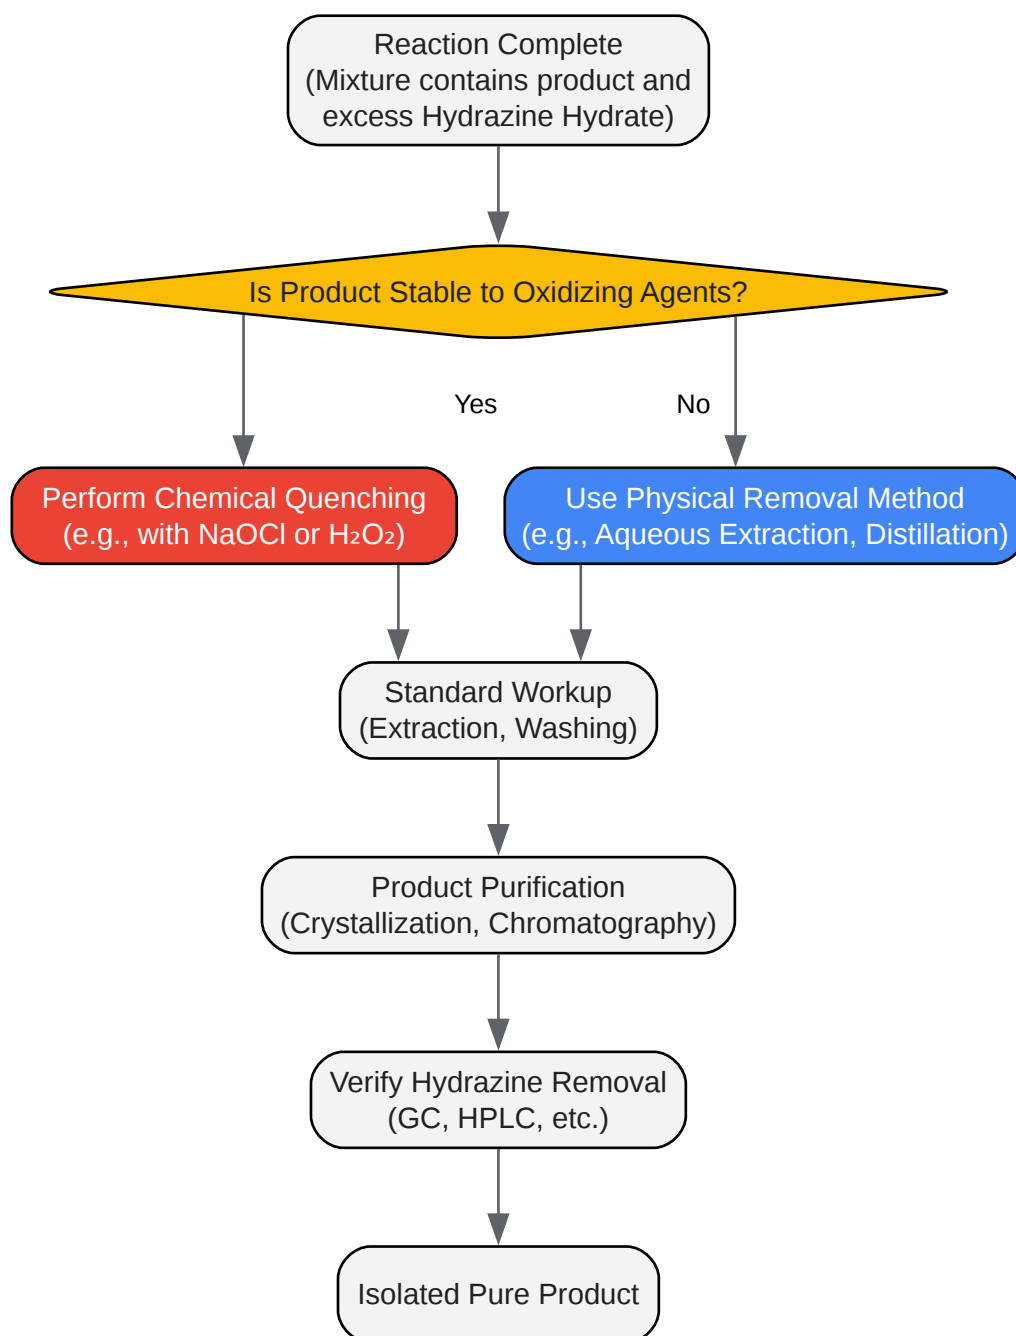 Reaction Complete
(Mixture contains product and
excess Hydrazine Hydrate)
Is Product Stable to Oxidizing Agents?
Yes
No
Perform Chemical Quenching
(e.g., with NaOCl or H₂O₂)
Use Physical Removal Method
(e.g., Aqueous Extraction, Distillation)
Standard Workup
(Extraction, Washing)
Product Purification
(Crystallization, Chromatography)
Verify Hydrazine Removal
(GC, HPLC, etc.)
Isolated Pure Product